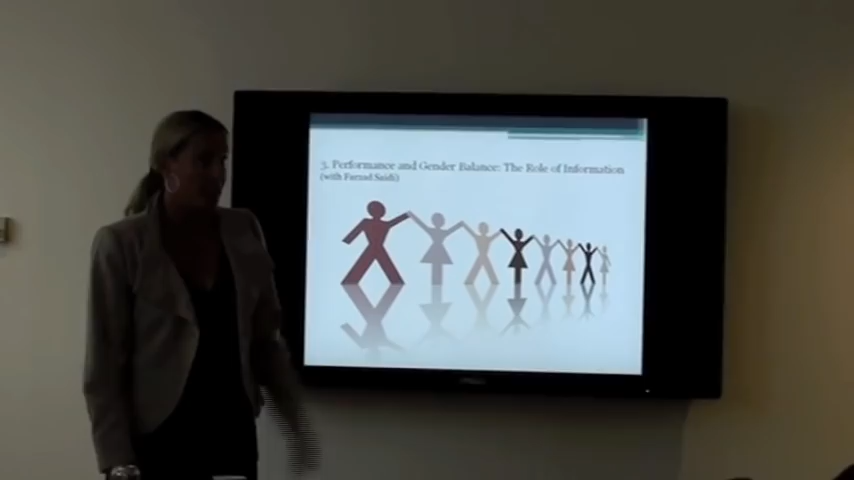 3. Performance and Gender Balance: The Role of Information
(with Farzad Saidi)